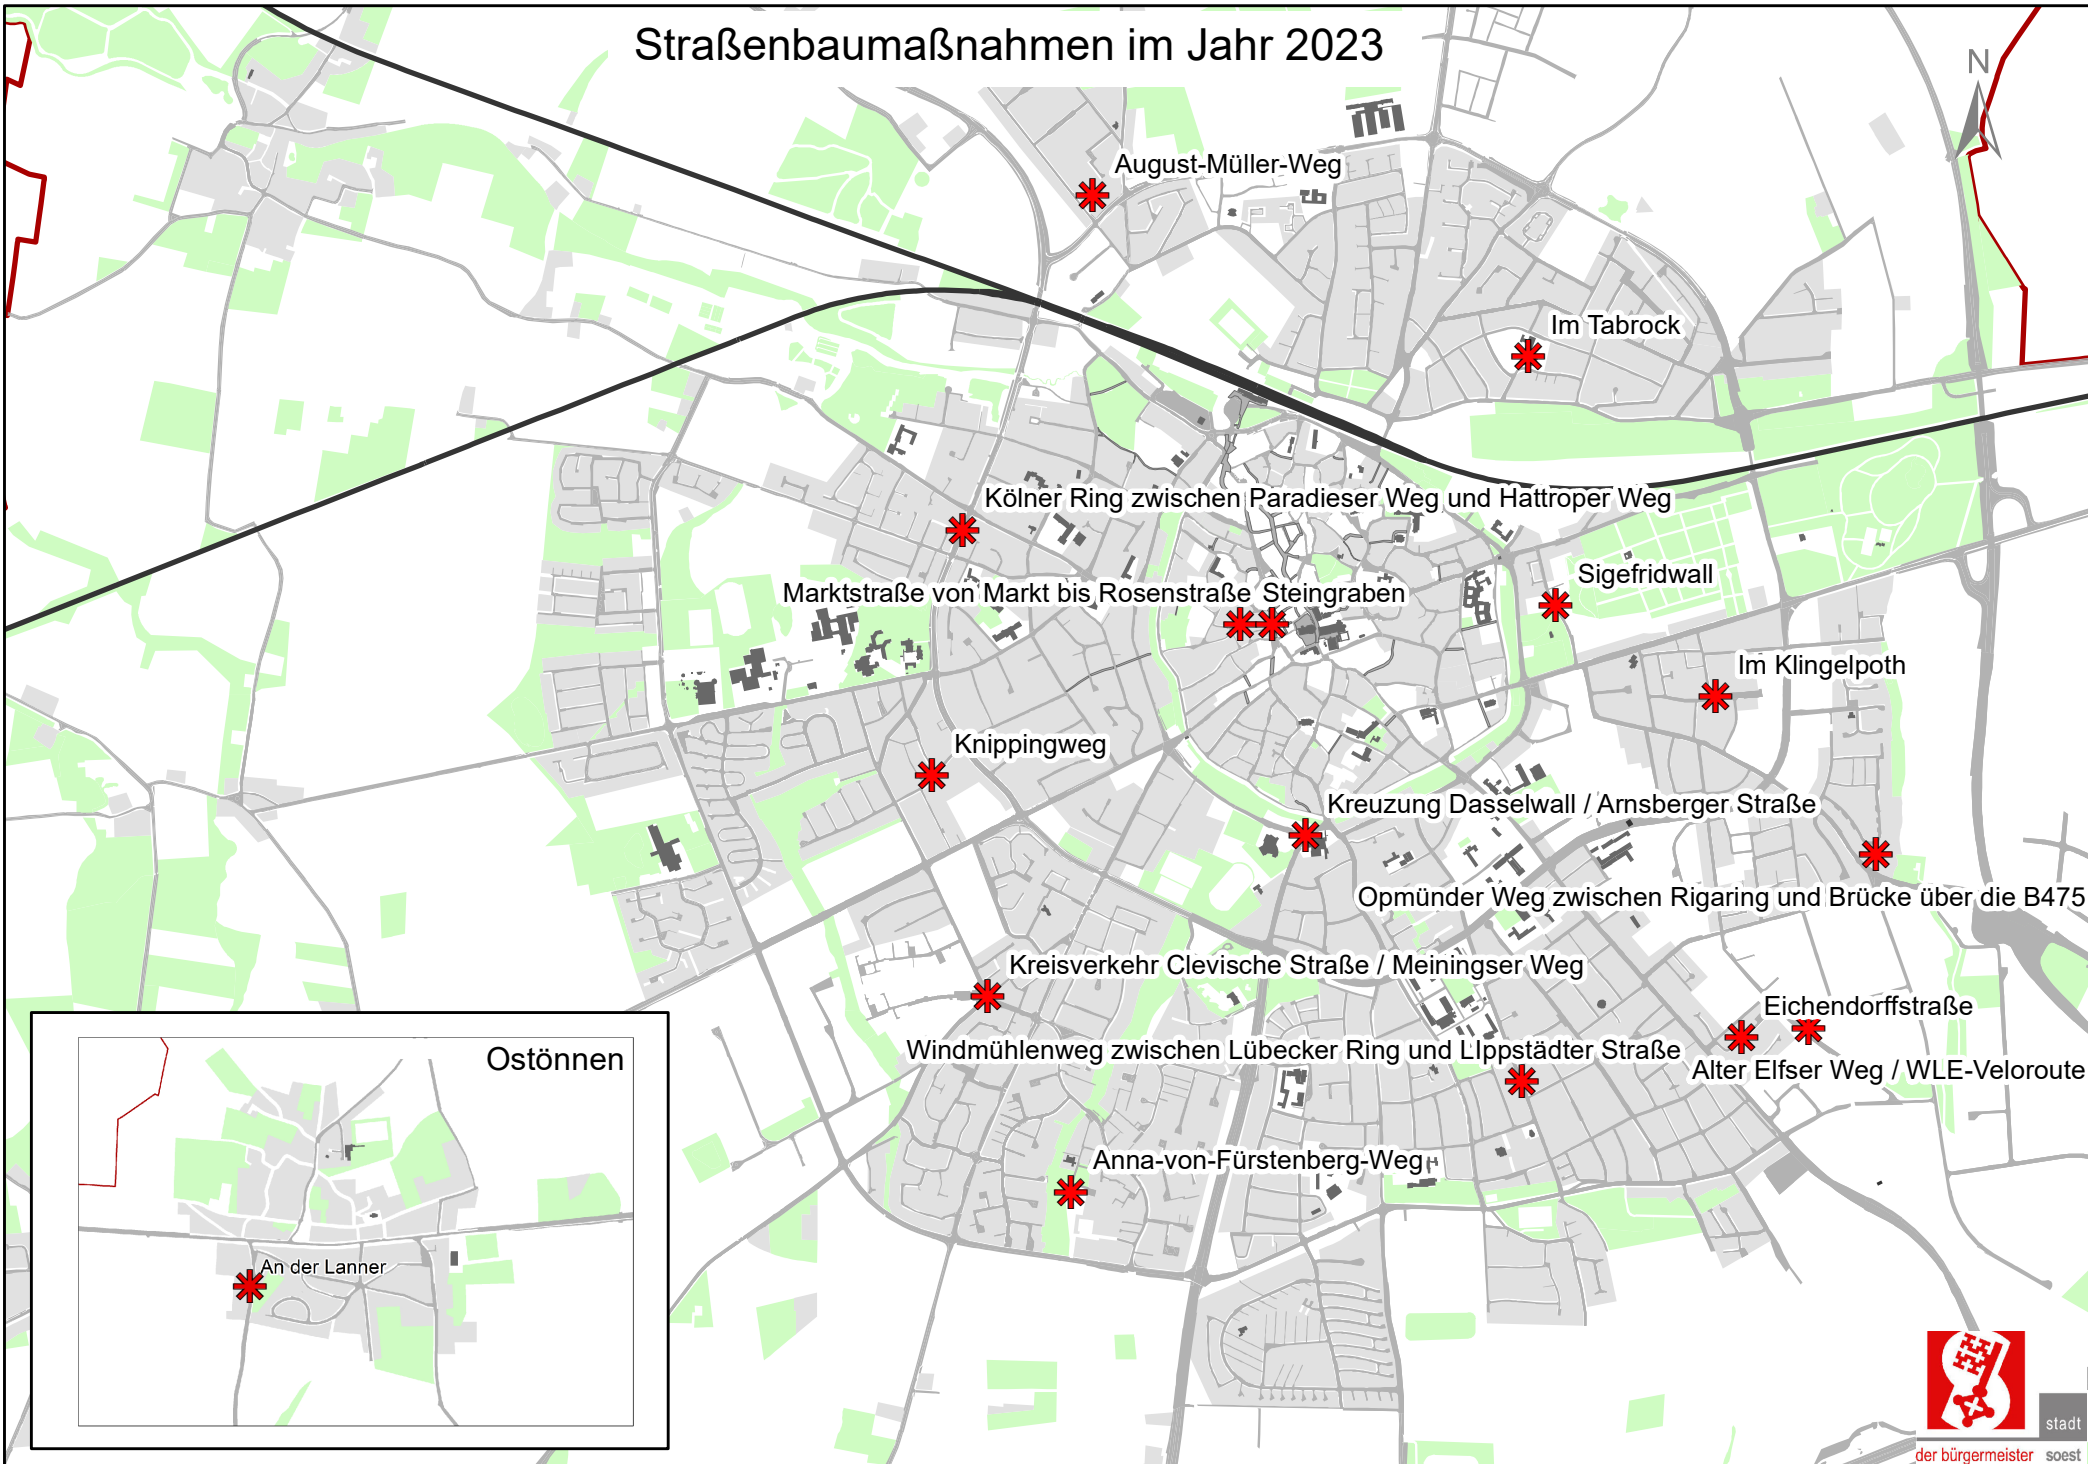 Straßenbaumaßnahmen im Jahr 2023
N
August-Müller-Weg
Im Tabrock
Kölner Ring zwischen Paradieser Weg und Hattroper Weg
Sigefridwall
Marktstraße von Markt bis Rosenstraße
Steingraben
Im Klingelpoth
Knippingweg
Kreuzung Dasselwall / Arnsberger Straße
Opmünder Weg zwischen Rigaring und Brücke über die B475
Kreisverkehr Clevische Straße / Meiningser Weg
Eichendorffstraße
Windmühlenweg zwischen Lübecker Ring und LIppstädter Straße
Alter Elfser Weg / WLE-Veloroute
Anna-von-Fürstenberg-Weg
Ostönnen
An der Lanner
stadt
der bürgermeister soest